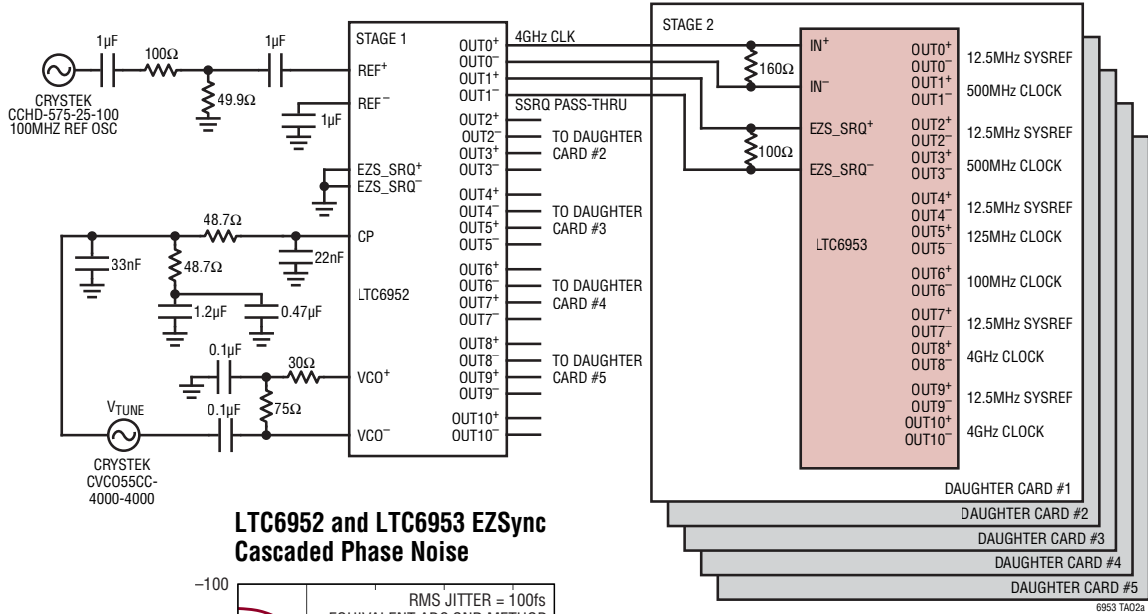 1µF
100Ω
1µF
49.9Ω
CRYSTEK
CCHD-575-25-100
100MHZ REF OSC
1µF
STAGE 1
REF+
REF–
EZS_SRQ+
EZS_SRQ–
CP
LTC6952
VCO+
VCO–
48.7Ω
33nF
48.7Ω
22nF
1.2µF
0.47µF
0.1µF
30Ω
75Ω
0.1µF
VTUNE
CRYSTEK
CVCO55CC-
4000-4000
OUT0+
OUT0–
OUT1+
OUT1–
OUT2+
OUT2–
OUT3+
OUT3–
OUT4+
OUT4–
OUT5+
OUT5–
OUT6+
OUT6–
OUT7+
OUT7–
OUT8+
OUT8–
OUT9+
OUT9–
OUT10+
OUT10–
4GHz CLK
SSRQ PASS-THRU
TO DAUGHTER
CARD #2
TO DAUGHTER
CARD #3
TO DAUGHTER
CARD #4
TO DAUGHTER
CARD #5
STAGE 2
160Ω
100Ω
IN+
IN–
EZS_SRQ+
EZS_SRQ–
LTC6953
OUT0+
OUT0–
OUT1+
OUT1–
OUT2+
OUT2–
OUT3+
OUT3–
OUT4+
OUT4–
OUT5+
OUT5–
OUT6+
OUT6–
OUT7+
OUT7–
OUT8+
OUT8–
OUT9+
OUT9–
OUT10+
OUT10–
12.5MHz SYSREF
500MHz CLOCK
12.5MHz SYSREF
500MHz CLOCK
12.5MHz SYSREF
125MHz CLOCK
100MHz CLOCK
12.5MHz SYSREF
4GHz CLOCK
12.5MHz SYSREF
4GHz CLOCK
DAUGHTER CARD #1
DAUGHTER CARD #2
DAUGHTER CARD #3
DAUGHTER CARD #4
DAUGHTER CARD #5
6953 TA02a
LTC6952 and LTC6953 EZSync
Cascaded Phase Noise
–100
RMS JITTER = 100fs
EQUIVALENT ADC SNR METHOD